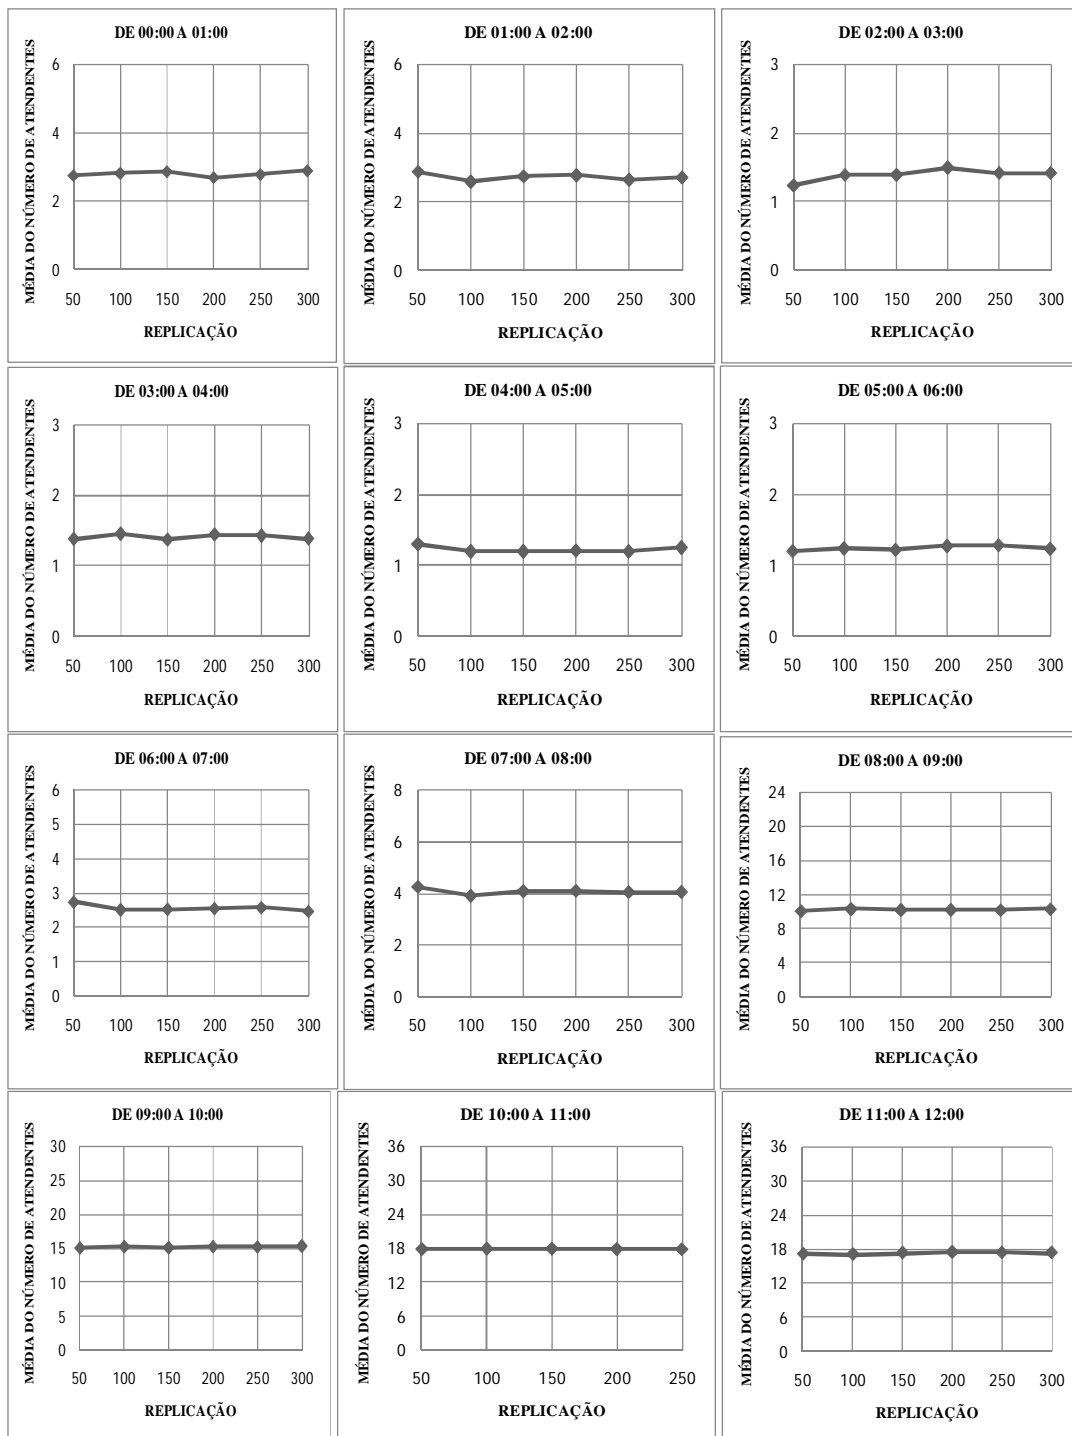 DE 00:00 A 01:00
MÉDIA DO NÚMERO DE ATENDENTES
6
4
2
0
50 100 150 200 250 300
REPLICAÇÃO
DE 01:00 A 02:00
MÉDIA DO NÚMERO DE ATENDENTES
6
4
2
0
50 100 150 200 250 300
REPLICAÇÃO
DE 02:00 A 03:00
MÉDIA DO NÚMERO DE ATENDENTES
3
2
1
0
50 100 150 200 250 300
REPLICAÇÃO
DE 03:00 A 04:00
MÉDIA DO NÚMERO DE ATENDENTES
3
2
1
0
50 100 150 200 250 300
REPLICAÇÃO
DE 04:00 A 05:00
MÉDIA DO NÚMERO DE ATENDENTES
3
2
1
0
50 100 150 200 250 300
REPLICAÇÃO
DE 05:00 A 06:00
MÉDIA DO NÚMERO DE ATENDENTES
3
2
1
0
50 100 150 200 250 300
REPLICAÇÃO
DE 06:00 A 07:00
MÉDIA DO NÚMERO DE ATENDENTES
6
5
4
3
2
1
0
50 100 150 200 250 300
REPLICAÇÃO
DE 07:00 A 08:00
MÉDIA DO NÚMERO DE ATENDENTES
8
6
4
2
0
50 100 150 200 250 300
REPLICAÇÃO
DE 08:00 A 09:00
MÉDIA DO NÚMERO DE ATENDENTES
24
20
16
12
8
4
0
50 100 150 200 250 300
REPLICAÇÃO
DE 09:00 A 10:00
MÉDIA DO NÚMERO DE ATENDENTES
30
25
20
15
10
5
0
50 100 150 200 250 300
REPLICAÇÃO
DE 10:00 A 11:00
MÉDIA DO NÚMERO DE ATENDENTES
36
30
24
18
12
6
0
50 100 150 200 250
REPLICAÇÃO
DE 11:00 A 12:00
MÉDIA DO NÚMERO DE ATENDENTES
36
30
24
18
12
6
0
50 100 150 200 250 300
REPLICAÇÃO